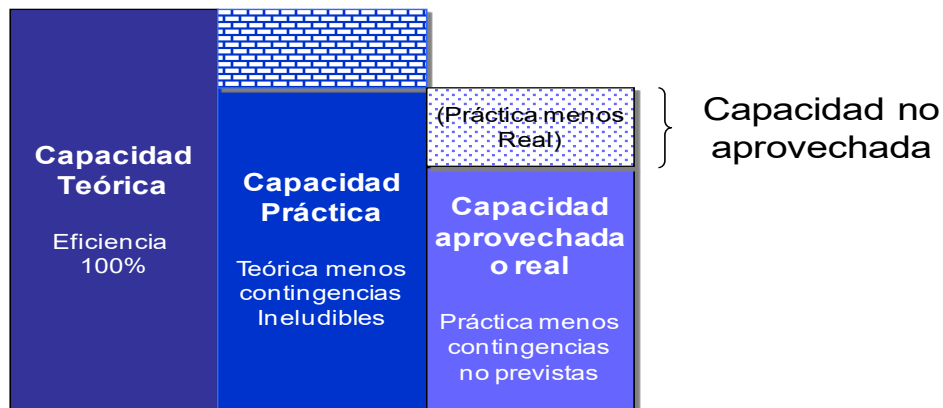 Capacidad
Teórica
Eficiencia
100%
Capacidad
Práctica
Teórica menos
contingencias
Ineludibles
(Práctica menos
Real)
Capacidad
aprovechada
o real
Práctica menos
contingencias
no previstas
Capacidad no
aprovechada